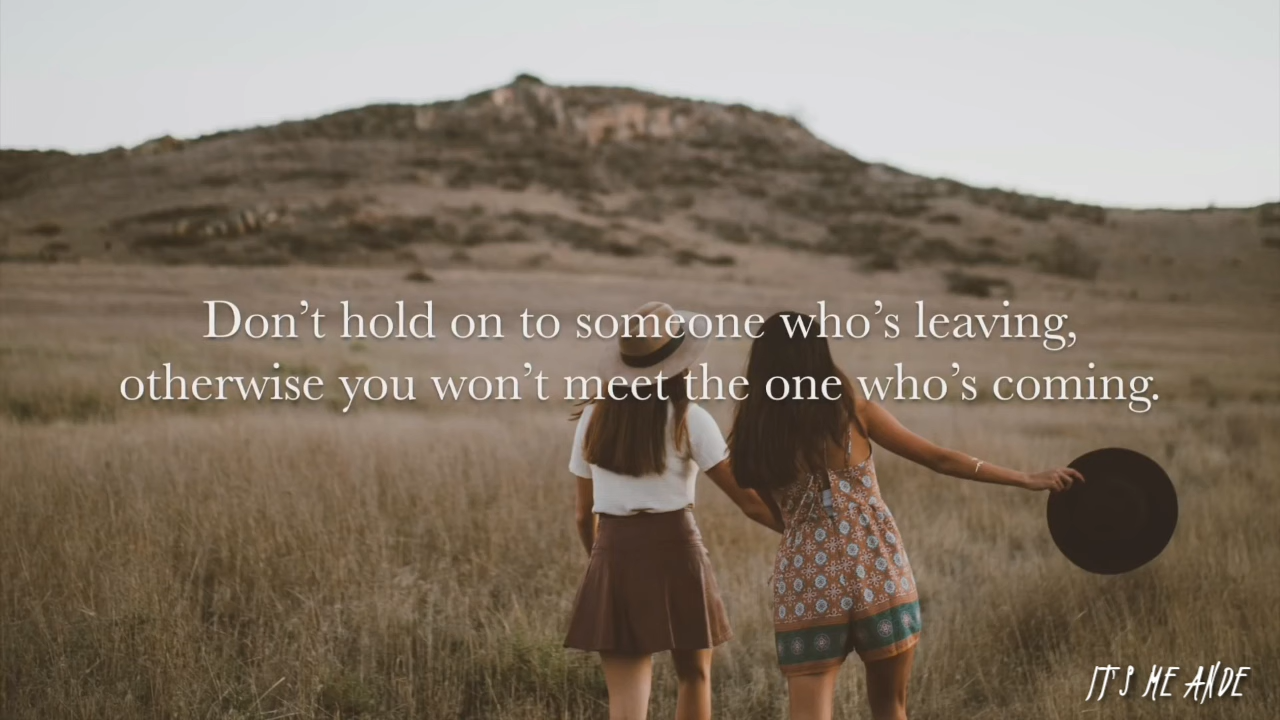 Don’t hold on to someone who’s leaving,
otherwise you won’t meet the one who’s coming.
IT'S ME ANDE